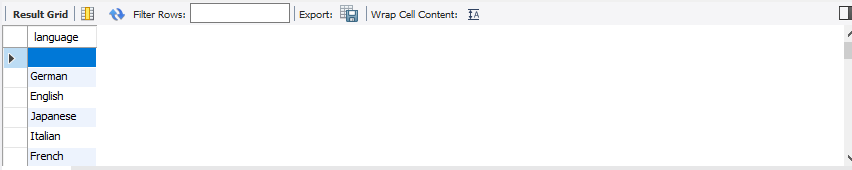 Result Grid Filter Rows: Export: Wrap Cell Content:
language
German
English
Japanese
Italian
French